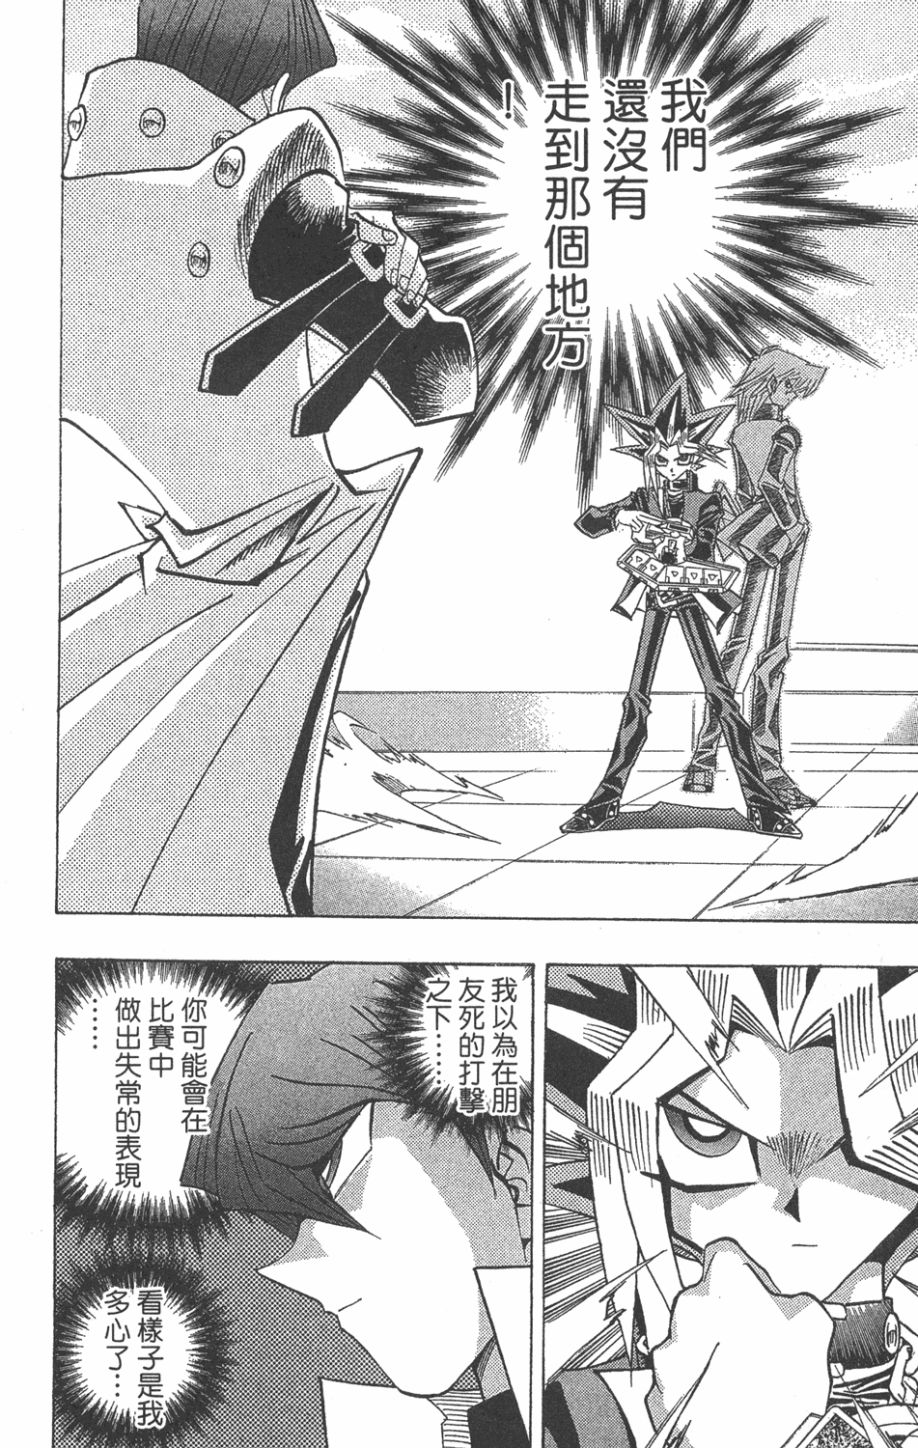 我們
還沒有
走到那個地方
！
我以為在朋
友死的打擊
之下……
你可能會在
比賽中
做出失常的表現
……
看樣子是我
多心了…